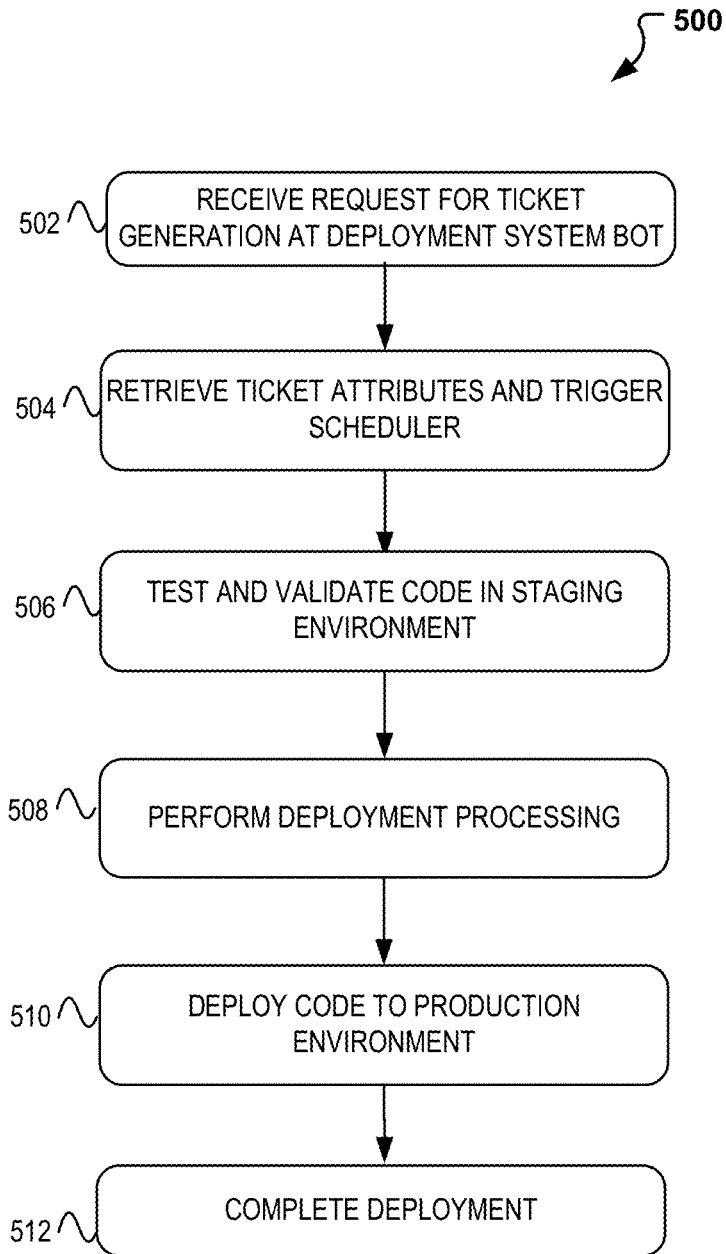 500
502
RECEIVE REQUEST FOR TICKET
GENERATION AT DEPLOYMENT SYSTEM BOT
504
RETRIEVE TICKET ATTRIBUTES AND TRIGGER
SCHEDULER
506
TEST AND VALIDATE CODE IN STAGING
ENVIRONMENT
508
PERFORM DEPLOYMENT PROCESSING
510
DEPLOY CODE TO PRODUCTION
ENVIRONMENT
512
COMPLETE DEPLOYMENT